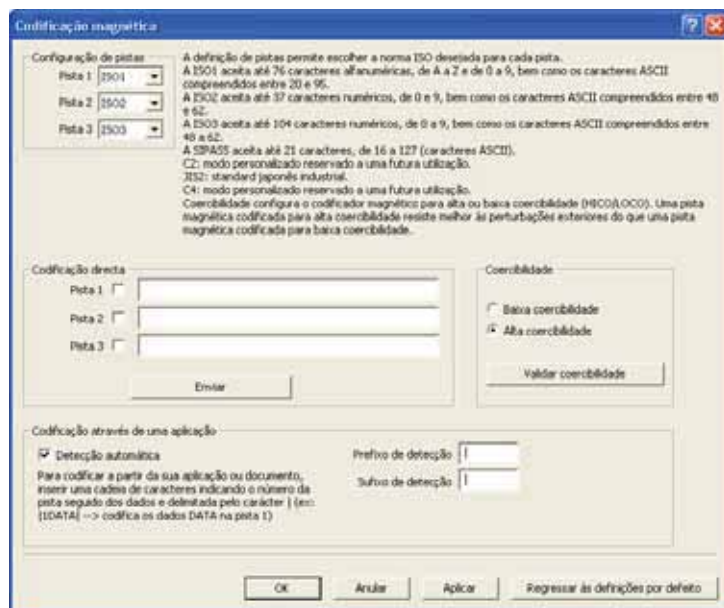 Codificação magnética
Configuração de pistas
Pista 1 ISO1
Pista 2 ISO2
Pista 3 ISO3
A definição de pistas permite escolher a norma ISO desejada para cada pista.
A ISO1 aceita até 76 caracteres alfanuméricas, de A a Z e de 0 a 9, bem como os caracteres ASCII
compreendidos entre 20 e 95.
A ISO2 aceita até 37 caracteres numéricos, de 0 e 9, bem como os caracteres ASCII compreendidos entre 48
e 62.
A ISO3 aceita até 104 caracteres numéricos, de 0 a 9, bem como os caracteres ASCII compreendidos entre
48 a 62.
A SIPASS aceita até 21 caracteres, de 16 a 127 (caracteres ASCII).
C2: modo personalizado reservado a uma futura utilização.
JIS2: standard japonês industrial.
C4: modo personalizado reservado a uma futura utilização.
Coercibilidade configura o codificador magnético para alta ou baixa coercibilidade (HICO/LOCO). Uma pista
magnética codificada para alta coercibilidade resiste melhor às perturbações exteriores do que uma pista
magnética codificada para baixa coercibilidade.
Codificação directa
Pista 1
Pista 2
Pista 3
Enviar
Coercibilidade
Baixa coercibilidade
Alta coercibilidade
Validar coercibilidade
Codificação através de uma aplicação
Detecção automática
Para codificar a partir da sua aplicação ou documento,
inserir uma cadeia de caracteres indicando o número da
pista seguido dos dados e delimitada pelo carácter | (ex:
|1DATA| --> codifica os dados DATA na pista 1)
Prefixo de detecção |
Sufixo de detecção |
OK
Anular
Aplicar
Regressar às definições por defeito